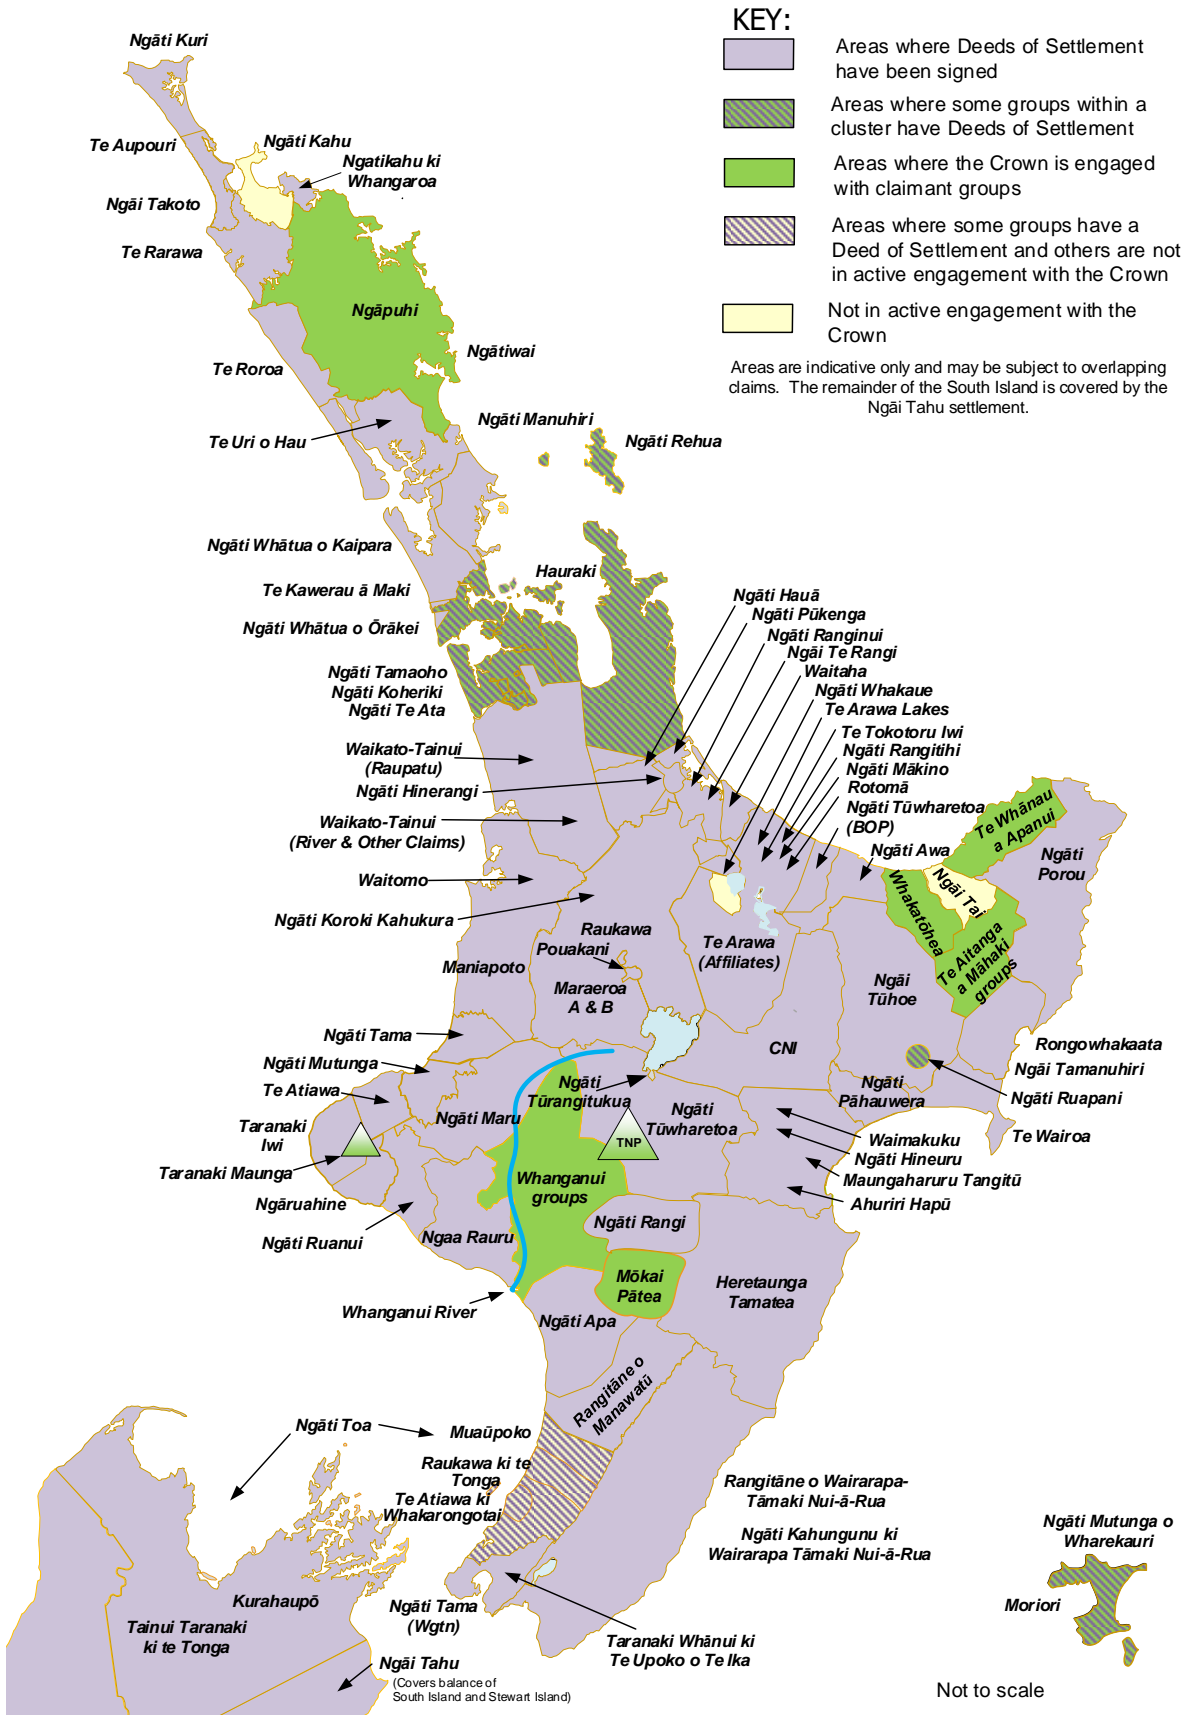 KEY:
Areas where Deeds of Settlement
have been signed
Areas where some groups within a
cluster have Deeds of Settlement
Areas where the Crown is engaged
with claimant groups
Areas where some groups have a
Deed of Settlement and others are not
in active engagement with the Crown
Not in active engagement with the
Crown
Areas are indicative only and may be subject to overlapping
claims. The remainder of the South Island is covered by the
Ngāi Tahu settlement.
Ngāti Kuri
Te Aupouri
Ngāti Kahu
Ngatikahu ki
Whangaroa
Ngāi Takoto
Te Rarawa
Ngāpuhi
Ngātiwai
Te Roroa
Ngāti Manuhiri
Te Uri o Hau
Ngāti Rehua
Ngāti Whātua o Kaipara
Hauraki
Te Kawerau ā Maki
Ngāti Whātua o Ōrākei
Ngāti Tamaoho
Ngāti Koheriki
Ngāti Te Ata
Ngāti Hauā
Ngāti Pūkenga
Ngāti Ranginui
Ngāi Te Rangi
Waitaha
Ngāti Whakaue
Te Arawa Lakes
Te Tokotoru Iwi
Ngāti Rangitihi
Ngāti Mākino
Rotomā
Ngāti Tūwharetoa
(BOP)
Ngāti Awa
Waikato-Tainui
(Raupatu)
Ngāti Hinerangi
Waikato-Tainui
(River & Other Claims)
Waitomo
Ngāti Koroki Kahukura
Te Whānau
a Apanui
Ngāti
Porou
Ngāi Tai
Whakatōhea
Te Aitanga
a Māhaki
groups
Raukawa
Pouakani
Te Arawa
(Affiliates)
Maniapoto
Maraeroa
A & B
Ngāi
Tūhoe
Ngāti Tama
CNI
Rongowhakaata
Ngāi Tamanuhiri
Ngāti Mutunga
Te Atiawa
Ngāti
Tūrangitukua
Ngāti
Pāhauwera
Ngāti Ruapani
Taranaki
Iwi
Ngāti Maru
Ngāti
Tūwharetoa
TNP
Waimakuku
Te Wairoa
Ngāti Hineuru
Taranaki Maunga
Whanganui
groups
Maungaharuru Tangitū
Ngāruahine
Ahuriri Hapū
Ngāti Ruanui
Ngaa Rauru
Ngāti Rangi
Mōkai
Pātea
Heretaunga
Tamatea
Whanganui River
Ngāti Apa
Rangitāne o
Manawatū
Ngāti Toa
Muaūpoko
Raukawa ki te
Tonga
Te Atiawa ki
Whakarongotai
Rangitāne o Wairarapa-
Tāmaki Nui-ā-Rua
Ngāti Kahungunu ki
Wairarapa Tāmaki Nui-ā-Rua
Ngāti Mutunga o
Wharekauri
Moriori
Kurahaupō
Ngāti Tama
(Wgtn)
Tainui Taranaki
ki te Tonga
Taranaki Whānui ki
Te Upoko o Te Ika
Ngāi Tahu
(Covers balance of
South Island and Stewart Island)
Not to scale